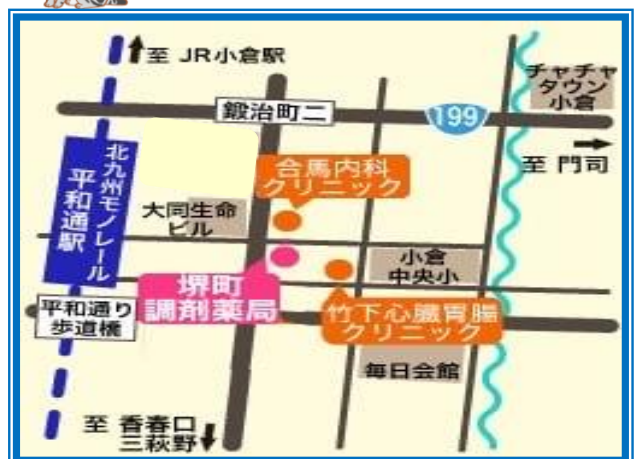 至 JR小倉駅
チャチャ
タウン
小倉
鍛治町二
199
至 門司
北九州モノレール
平和通駅
合馬内科
クリニック
大同生命
ビル
小倉
中央小
堺町
調剤薬局
平和通り
歩道橋
竹下心臓胃腸
クリニック
毎日会館
至 香春口
三萩野